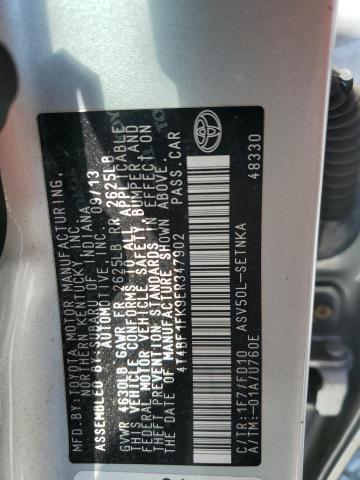 MFD. BY:TOYOTA MOTOR MANUFACTURING,
NORTHERN KENTUCKY, INC.
ASSEMBLED BY SUBARU OF INDIANA
AUTOMOTIVE, INC. 09/13
GVWR 4630LB GAWR FR 2625LB RR 2625LB
THIS VEHICLE CONFORMS TO ALL APPLICABLE
FEDERAL MOTOR VEHICLE SAFETY, BUMPER AND
THEFT PREVENTION STANDARDS IN EFFECT ON
THE DATE OF MANUFACTURE SHOWN ABOVE.
4T4BF1FK9ER347902 PASS.CAR
C/TR:1F7/FD10 ASV50L-SETNKA
A/TM:-01A/U760E 48330